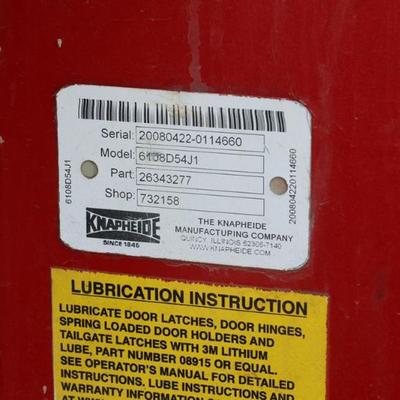 Serial: 20080422-0114660
Model: 6108D54J1
Part: 26343277
Shop: 732158
6108D54J1
200804220114660
KNAPHEIDE
SINCE 1848
THE KNAPHEIDE
MANUFACTURING COMPANY
QUINCY, ILLINOIS 62305-7140
WWW.KNAPHEIDE.COM
LUBRICATION INSTRUCTION
LUBRICATE DOOR LATCHES, DOOR HINGES,
SPRING LOADED DOOR HOLDERS AND
TAILGATE LATCHES WITH 3M LITHIUM
LUBE, PART NUMBER 08915 OR EQUAL.
SEE OPERATOR'S MANUAL FOR DETAILED
INSTRUCTIONS. LUBE INSTRUCTIONS AND
WARRANTY INFORMATION